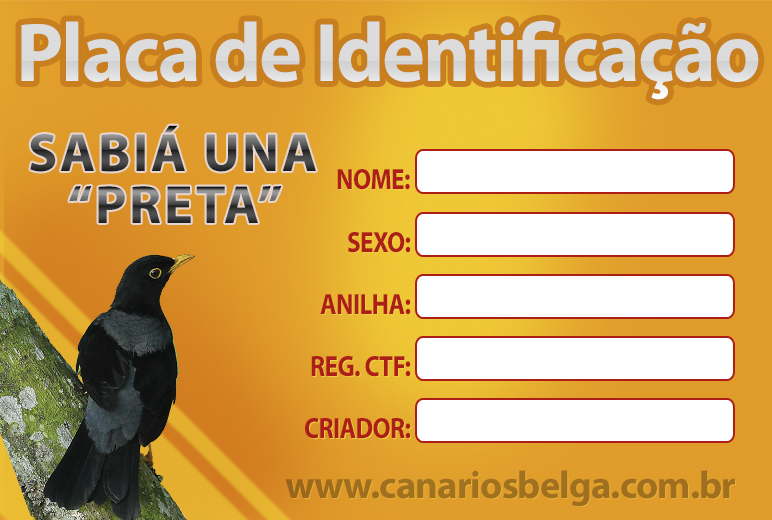 Placa de Identificação
SABIÁ UNA
“PRETA”
NOME:
SEXO:
ANILHA:
REG. CTF:
CRIADOR:
www.canariosbelga.com.br